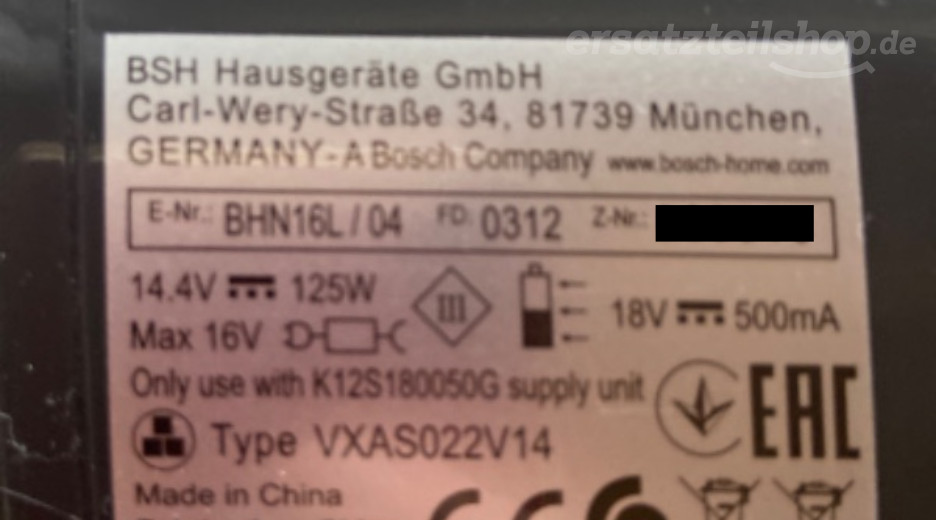 ersatzteilshop.de
BSH Hausgeräte GmbH
Carl-Wery-Straße 34, 81739 München,
GERMANY-A Bosch Company www.bosch-home.com
E-Nr.: BHN16L / 04 FD 0312 Z-Nr.:
14.4V 125W
III
18V 500mA
Max 16V
Only use with K12S180050G supply unit
EAC
Type VXAS022V14
Made in China